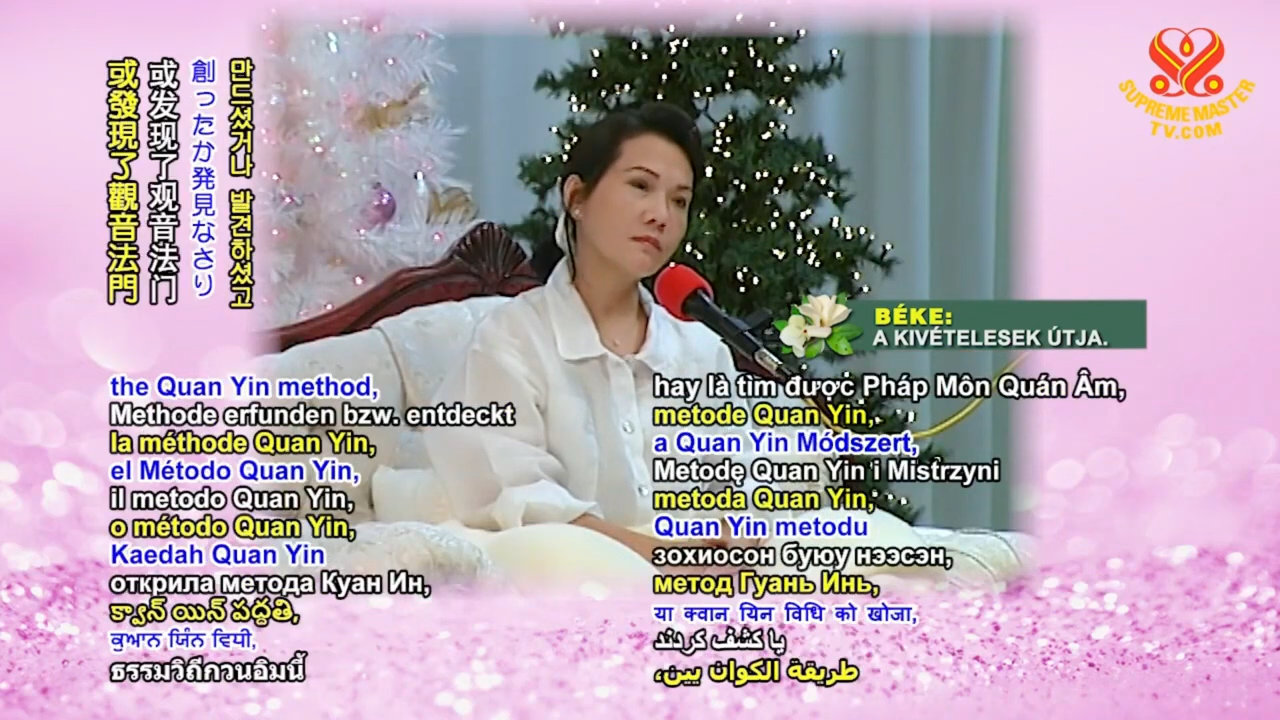 만드셨거나 발견하셨고
創ったか発見なさり
或发现了观音法门
或發現了觀音法門
SUPREME MASTER
TV.COM
BÉKE:
A KIVÉTELESEK ÚTJA.
the Quan Yin method,
Methode erfunden bzw. entdeckt
la méthode Quan Yin,
el Método Quan Yin,
il metodo Quan Yin,
o método Quan Yin,
Kaedah Quan Yin
открила метода Куан Ин,
క్వాన్ యిన్ పద్ధతి,
ਕੁਆਨ ਯਿੰਨ ਵਿਧੀ,
ธรรมวิถีกวนอิมนี้
hay là tìm được Pháp Môn Quán Âm,
metode Quan Yin,
a Quan Yin Módszert,
Metodę Quan Yin i Mistrzyni
metoda Quan Yin,
Quan Yin metodu
зохиосон буюу нээсэн,
метод Гуань Инь,
या क्वान यिन विधि को खोजा,
یا کشف کردند
طريقة الكوان يين،